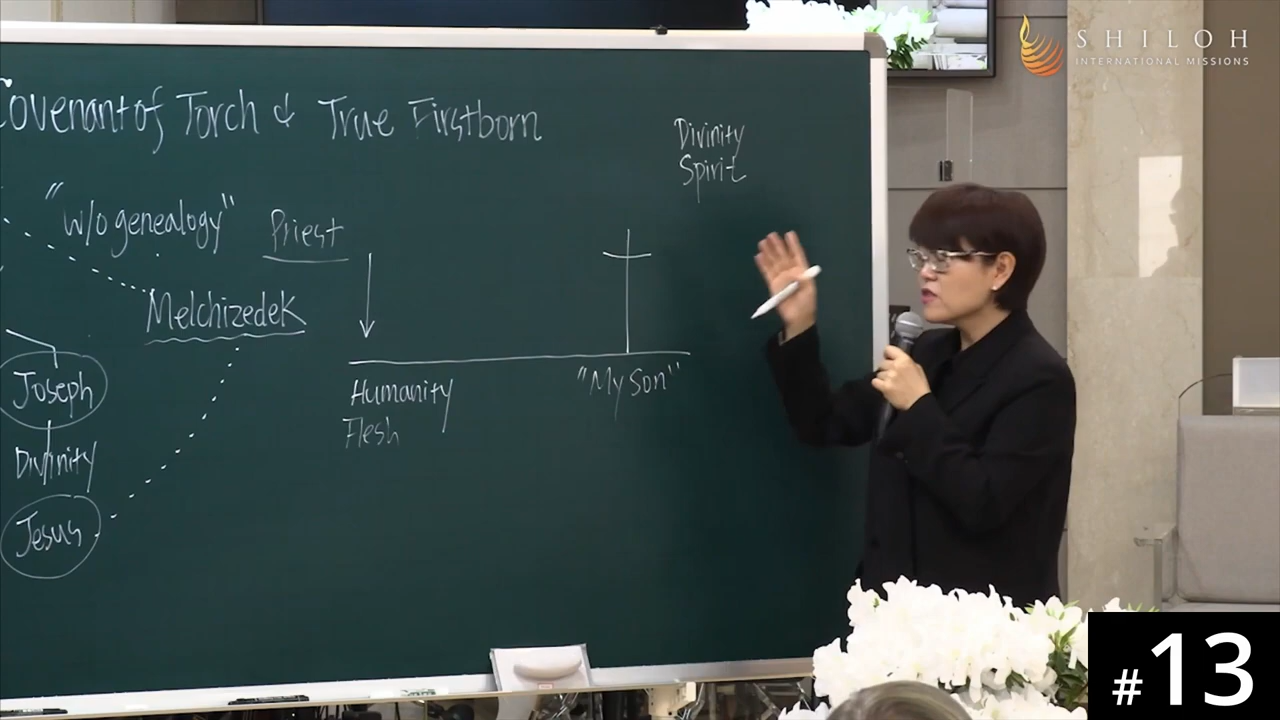 SHILOH
INTERNATIONAL MISSIONS
Covenant of Torch & True Firstborn
"w/o genealogy"
Priest
Melchizedek
Joseph
Divinity
Jesus
Humanity
Flesh
"My Son"
Divinity
Spirit
#13